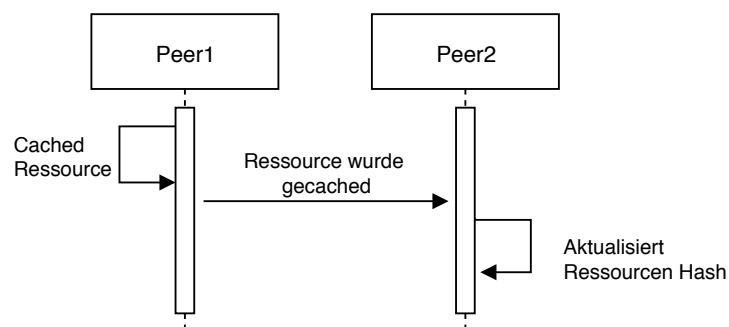 Peer1
Peer2
Cached
Ressource
Ressource wurde
gecached
Aktualisiert
Ressourcen Hash